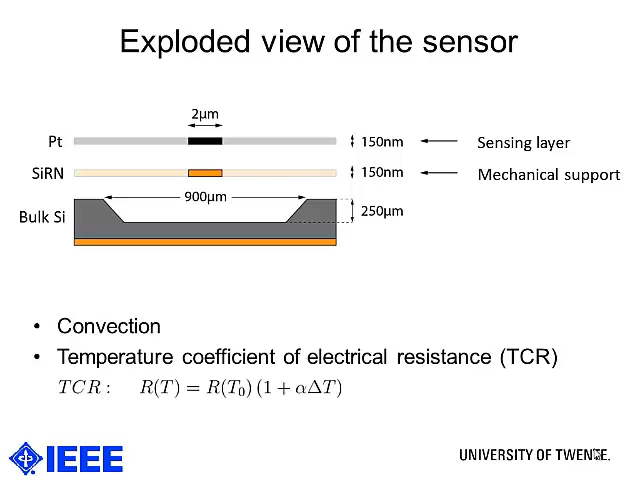 Exploded view of the sensor
2μm
Pt 150nm Sensing layer
SiRN 150nm Mechanical support
900μm
Bulk Si 250μm
• Convection
• Temperature coefficient of electrical resistance (TCR)
TCR : R(T) = R(T₀) (1 + αΔT)
IEEE UNIVERSITY OF TWENTE.